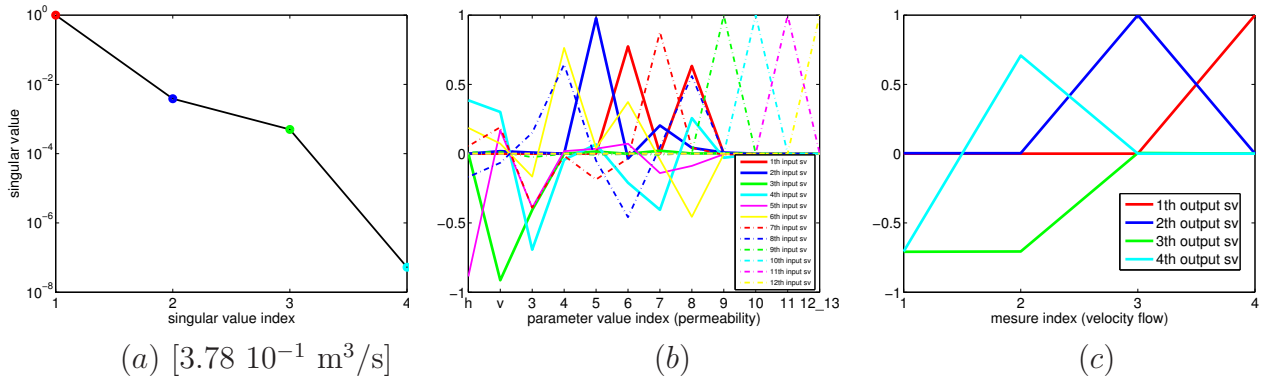 10^0
10^−2
10^−4
10^−6
10^−8
singular value
1
2
3
4
singular value index
(a) [3.78 10^−1 m^3/s]
1
0.5
0
−0.5
−1
h
v
3
4
5
6
7
8
9
10
11
12_13
parameter value index (permeability)
1th input sv
2th input sv
3th input sv
4th input sv
5th input sv
6th input sv
7th input sv
8th input sv
9th input sv
10th input sv
11th input sv
12th input sv
(b)
1
0.5
0
−0.5
−1
1
2
3
4
mesure index (velocity flow)
1th output sv
2th output sv
3th output sv
4th output sv
(c)